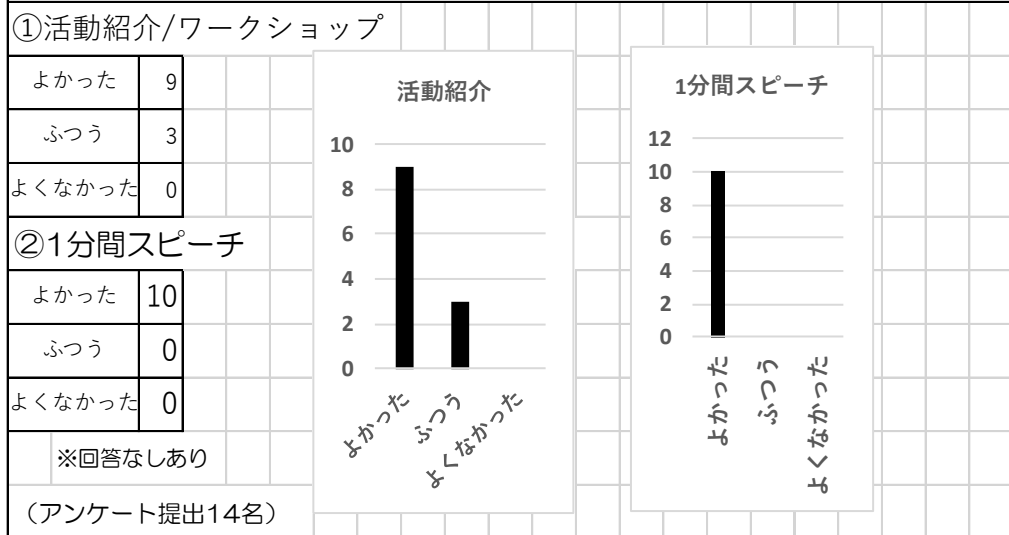 ①活動紹介/ワークショップ
よかった 9
ふつう 3
よくなかった 0
②1分間スピーチ
よかった 10
ふつう 0
よくなかった 0
※回答なしあり
（アンケート提出14名）
活動紹介
10
8
6
4
2
0
よかった
ふつう
よくなかった
1分間スピーチ
12
10
8
6
4
2
0
よかった
ふつう
よくなかった